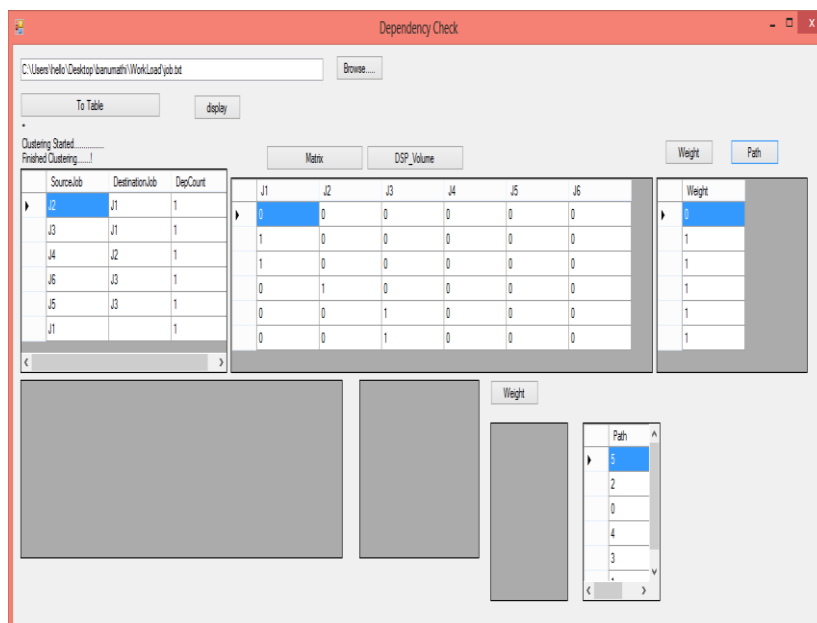 Dependency Check
C:\Users\hello\Desktop\banumathi\WorkLoad\job.txt
Browse.....
To Table
display
Clustering Started...............
Finished Clustering.......!
Matrix
DSP_Volume
Weight
Path
SourceJob DestinationJob DepCount
J2 J1 1
J3 J1 1
J4 J2 1
J6 J3 1
J5 J3 1
J1 1
J1 J2 J3 J4 J5 J6
0 0 0 0 0 0
1 0 0 0 0 0
1 0 0 0 0 0
0 1 0 0 0 0
0 0 1 0 0 0
0 0 1 0 0 0
Weight
0
1
1
1
1
1
Weight
Path
5
2
0
4
3